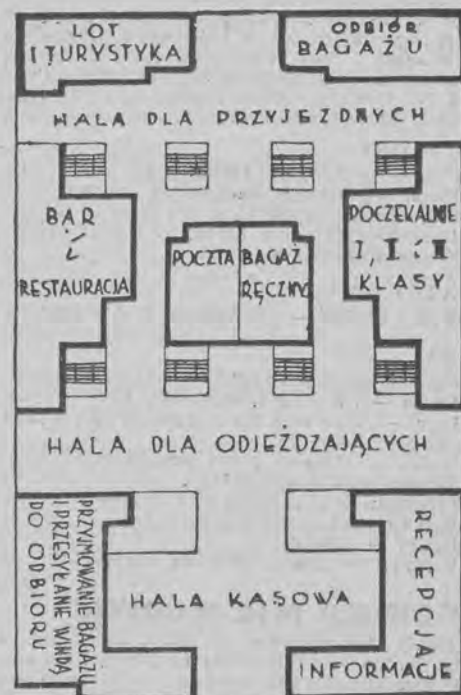 LOT
I TURYSTYKA
ODBIÓR
BAGAŻU
HALA DLA PRZYJEZDNYCH
BAR
i
RESTAURACJA
POCZTA
BAGAŻ
RĘCZNY
POCZEKALNIE
I, II i III
KLASY
HALA DLA ODJEŻDZAJĄCYCH
PRZYJMOWANIE BAGAŻU
I PRZESYŁANIE WINDĄ
DO ODBIORU
HALA KASOWA
RECEPCJA
INFORMACJE